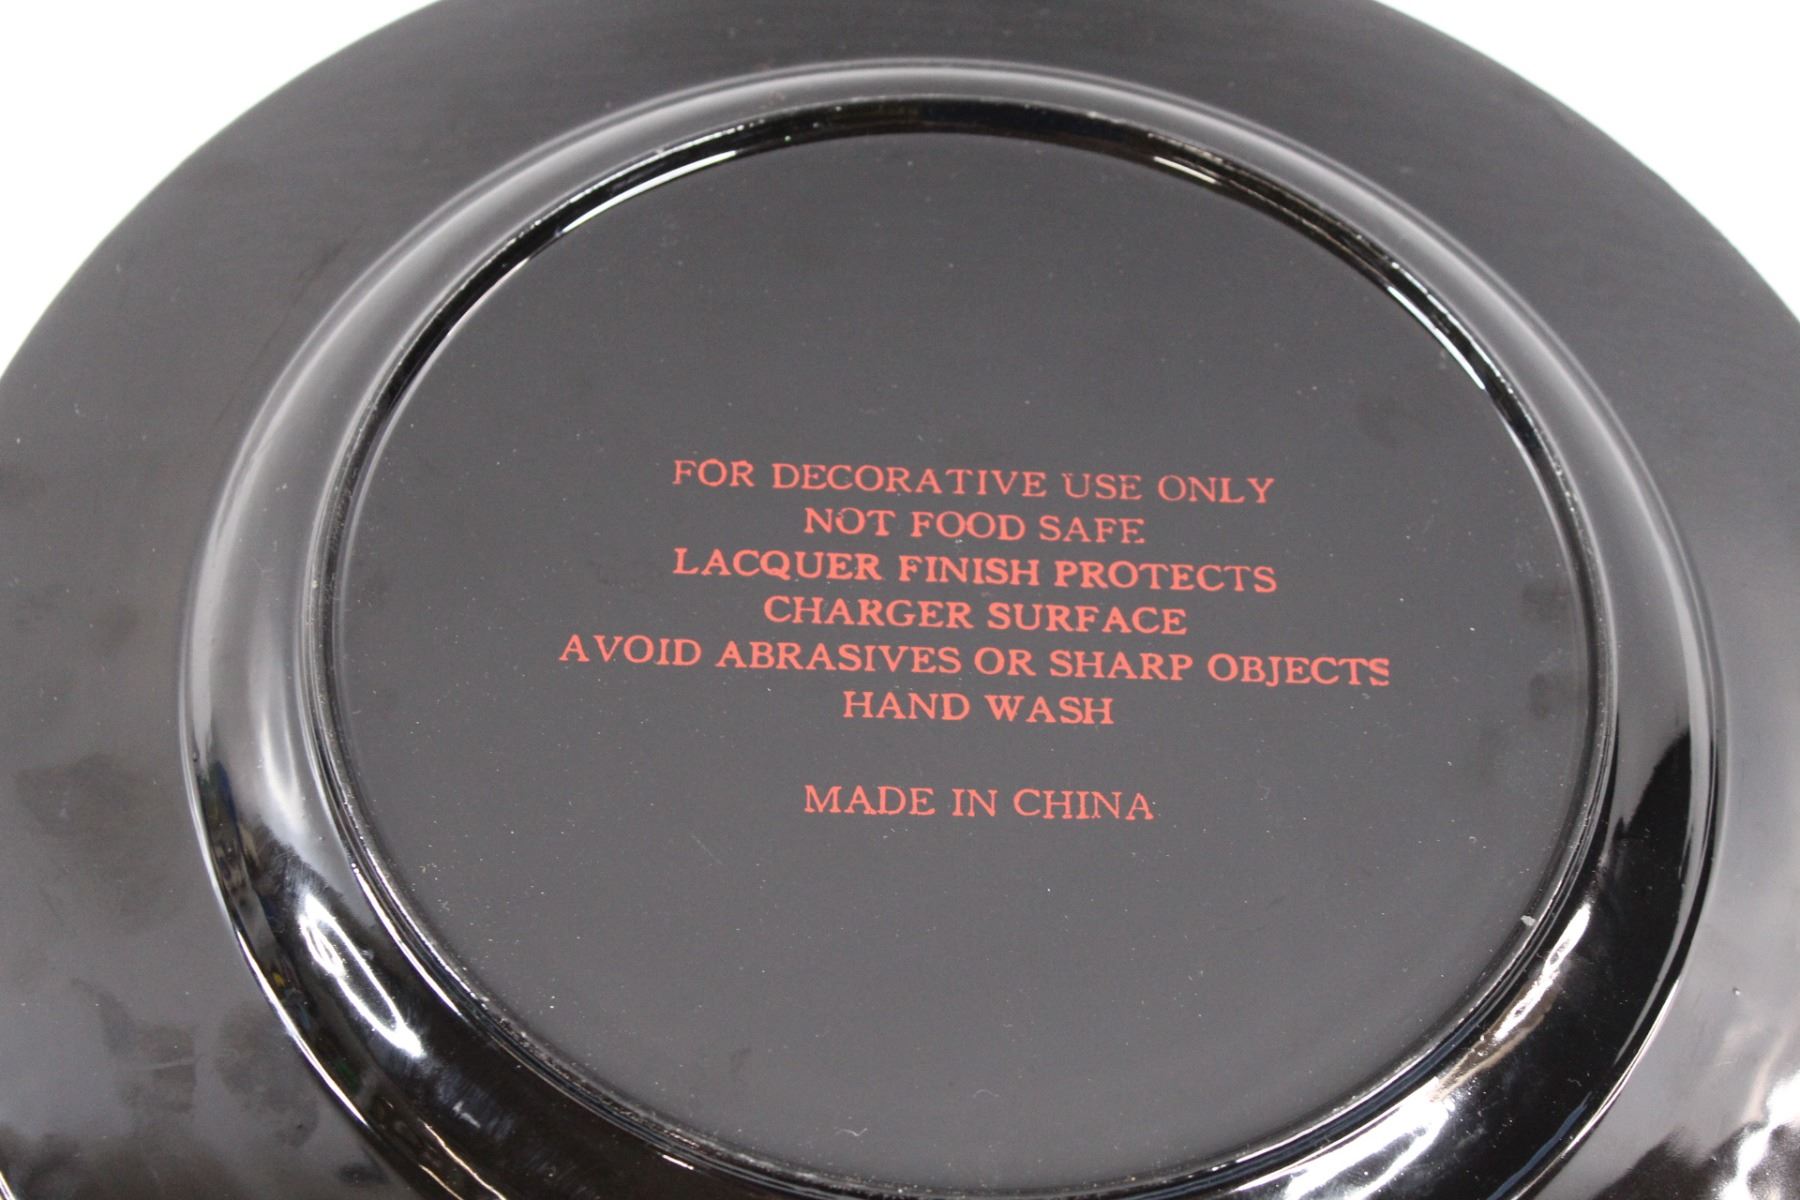 FOR DECORATIVE USE ONLY
NOT FOOD SAFE
LACQUER FINISH PROTECTS
CHARGER SURFACE
AVOID ABRASIVES OR SHARP OBJECTS
HAND WASH
MADE IN CHINA